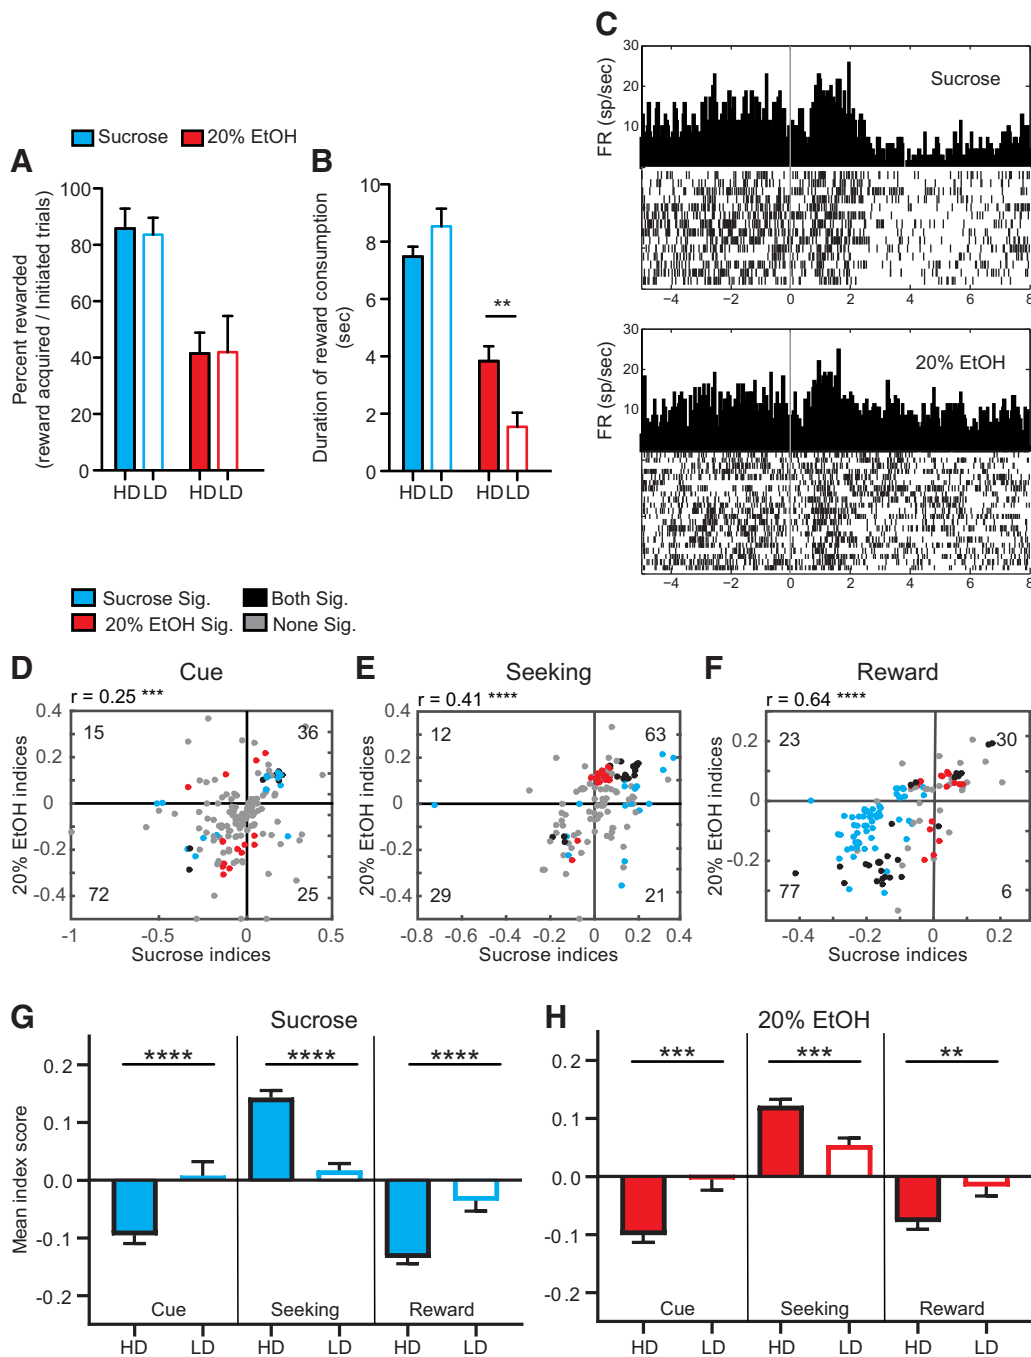 Sucrose 20% EtOH
A
Percent rewarded
(reward acquired / Initiated trials)
100
80
60
40
20
0
HD LD HD LD
B
Duration of reward consumption
(sec)
10
8
6
4
2
0
**
HD LD HD LD
C
FR (sp/sec)
30
20
10
Sucrose
-4 -2 0 2 4 6 8
FR (sp/sec)
30
20
10
20% EtOH
-4 -2 0 2 4 6 8
Sucrose Sig. Both Sig.
20% EtOH Sig. None Sig.
D Cue
r = 0.25 ***
20% EtOH indices
0.4
0.2
0
-0.2
-0.4
15 36
72 25
-1 -0.5 0 0.5
Sucrose indices
E Seeking
r = 0.41 ****
20% EtOH indices
0.4
0.2
0
-0.2
-0.4
12 63
29 21
-0.8 -0.6 -0.4 -0.2 0 0.2 0.4
Sucrose indices
F Reward
r = 0.64 ****
20% EtOH indices
0.2
0
-0.2
23 30
77 6
-0.4 -0.2 0 0.2
Sucrose indices
G Sucrose
Mean index score
0.2
0.1
0.0
-0.1
-0.2
**** **** ****
Cue Seeking Reward
HD LD HD LD HD LD
H 20% EtOH
0.2
0.1
0.0
-0.1
-0.2
*** *** **
Cue Seeking Reward
HD LD HD LD HD LD